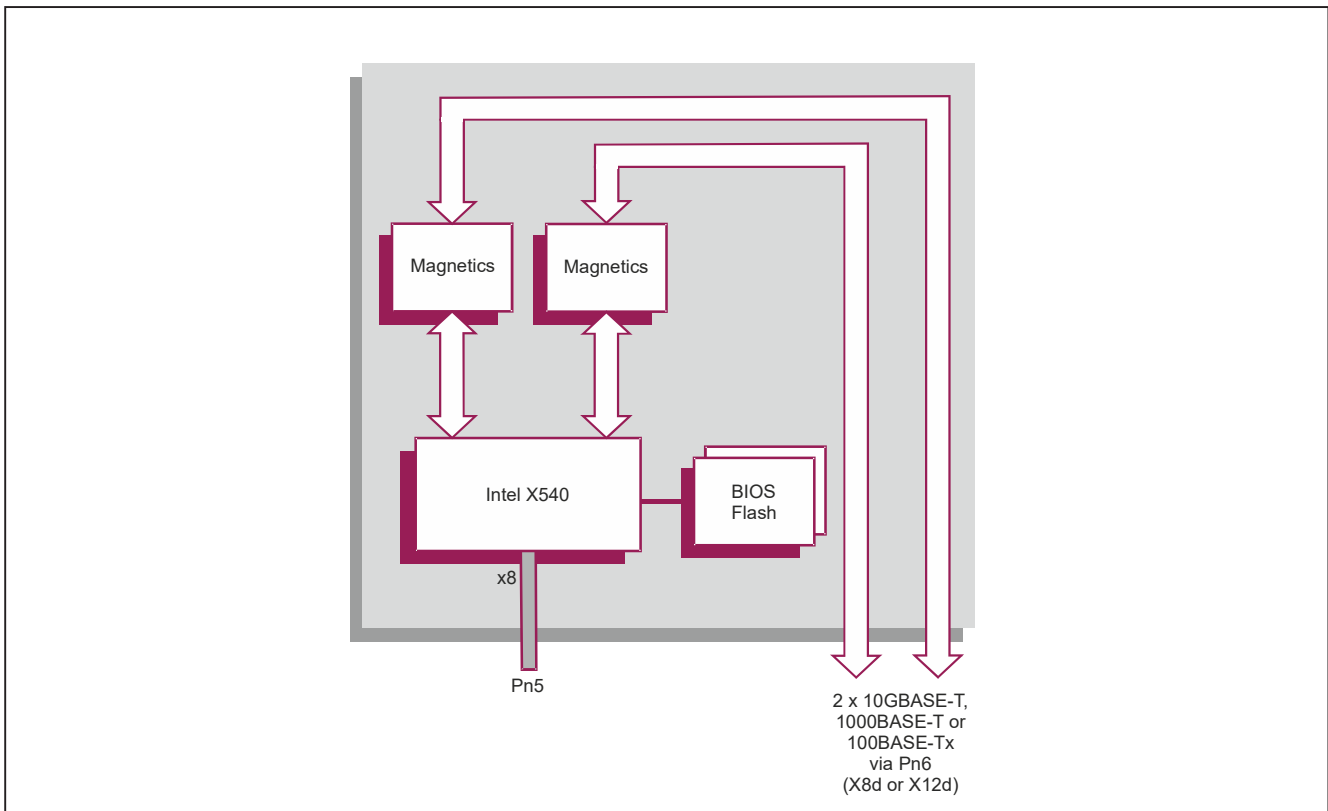 Magnetics
Magnetics
Intel X540
BIOS
Flash
x8
Pn5
2 x 10GBASE-T,
1000BASE-T or
100BASE-Tx
via Pn6
(X8d or X12d)